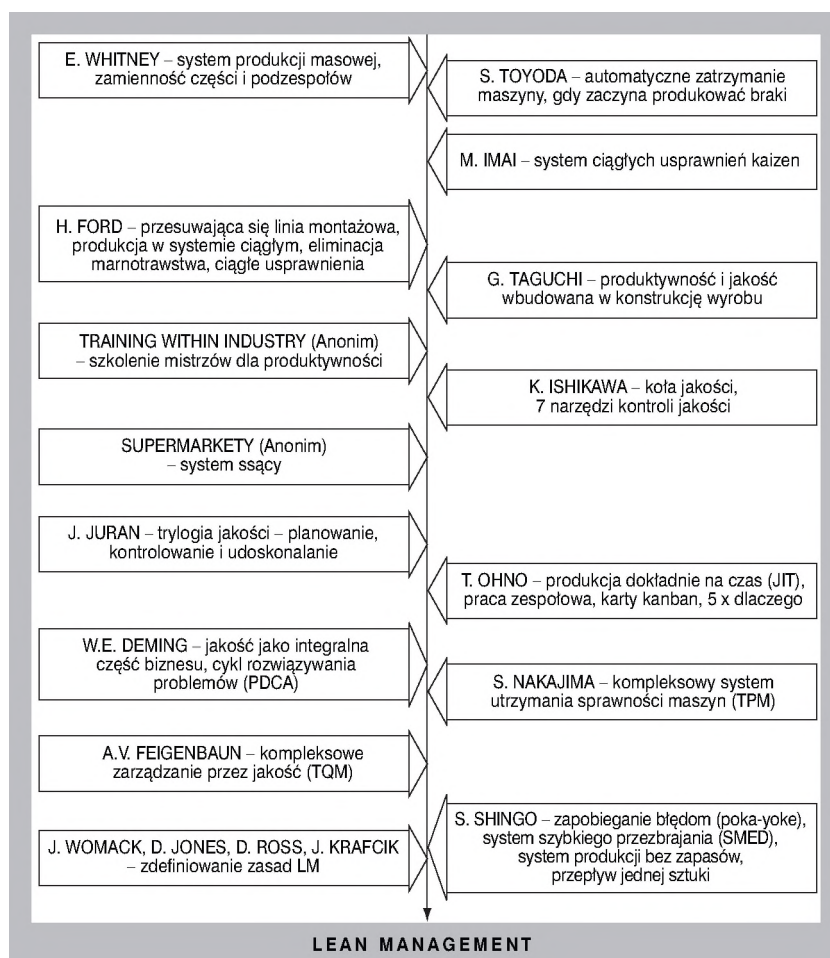 E. WHITNEY – system produkcji masowej,
zamienność części i podzespołów
S. TOYODA – automatyczne zatrzymanie
maszyny, gdy zaczyna produkować braki
M. IMAI – system ciągłych usprawnień kaizen
H. FORD – przesuwająca się linia montażowa,
produkcja w systemie ciągłym, eliminacja
marnotrawstwa, ciągłe usprawnienia
G. TAGUCHI – produktywność i jakość
wbudowana w konstrukcję wyrobu
TRAINING WITHIN INDUSTRY (Anonim)
– szkolenie mistrzów dla produktywności
K. ISHIKAWA – koła jakości,
7 narzędzi kontroli jakości
SUPERMARKETY (Anonim)
– system ssący
J. JURAN – trylogia jakości – planowanie,
kontrolowanie i udoskonalanie
T. OHNO – produkcja dokładnie na czas (JIT),
praca zespołowa, karty kanban, 5 x dlaczego
W.E. DEMING – jakość jako integralna
część biznesu, cykl rozwiązywania
problemów (PDCA)
S. NAKAJIMA – kompleksowy system
utrzymania sprawności maszyn (TPM)
A.V. FEIGENBAUN – kompleksowe
zarządzanie przez jakość (TQM)
S. SHINGO – zapobieganie błędom (poka-yoke),
system szybkiego przezbrajania (SMED),
system produkcji bez zapasów,
przepływ jednej sztuki
J. WOMACK, D. JONES, D. ROSS, J. KRAFCIK
– zdefiniowanie zasad LM
LEAN MANAGEMENT